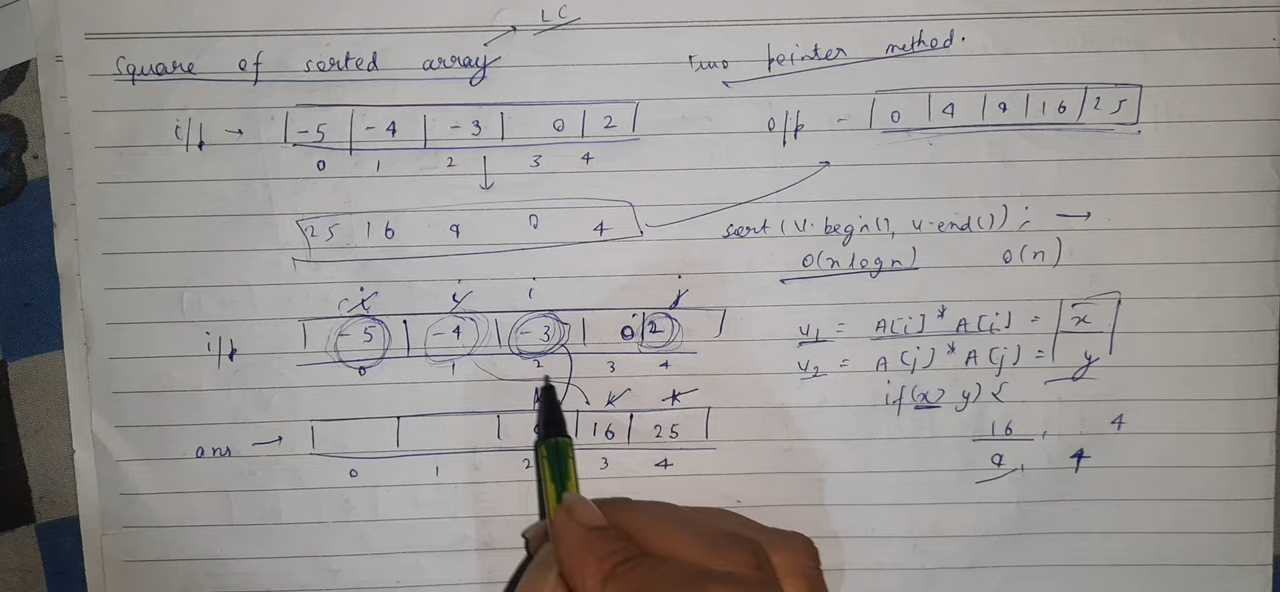 LC
Square of sorted array
Two pointer method.
i/p → -5 -4 -3 0 2
0 1 2 3 4
o/p - 0 4 9 16 25
25 16 9 0 4
sort (v.begin(), v.end()); →
O(n logn) O(n)
i i i j
i/p -5 -4 -3 0 2
0 1 2 3 4
k k
ans → 16 25
0 1 2 3 4
v1 = A[i] * A[i] = x
v2 = A[j] * A[j] = y
if(x> y) {
16, 4
9, 4